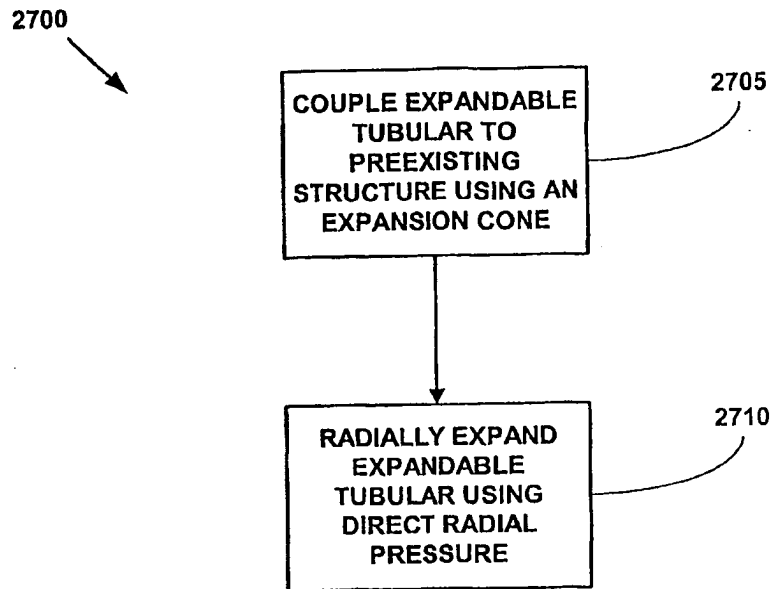 2700
COUPLE EXPANDABLE
TUBULAR TO
PREEXISTING
STRUCTURE USING AN
EXPANSION CONE
2705
RADIALLY EXPAND
EXPANDABLE
TUBULAR USING
DIRECT RADIAL
PRESSURE
2710